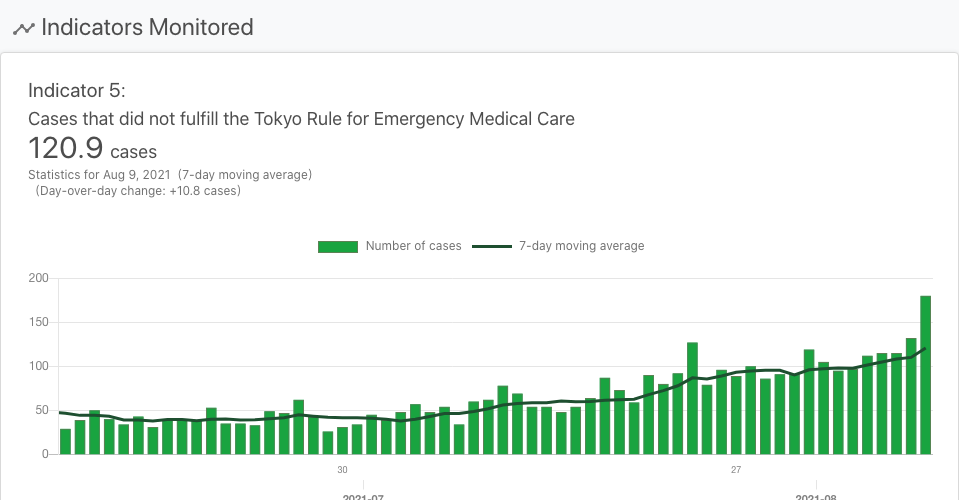 Indicators Monitored
Indicator 5:
Cases that did not fulfill the Tokyo Rule for Emergency Medical Care
120.9 cases
Statistics for Aug 9, 2021 (7-day moving average)
(Day-over-day change: +10.8 cases)
Number of cases 7-day moving average
200
150
100
50
0
30 27
2021-07 2021-08